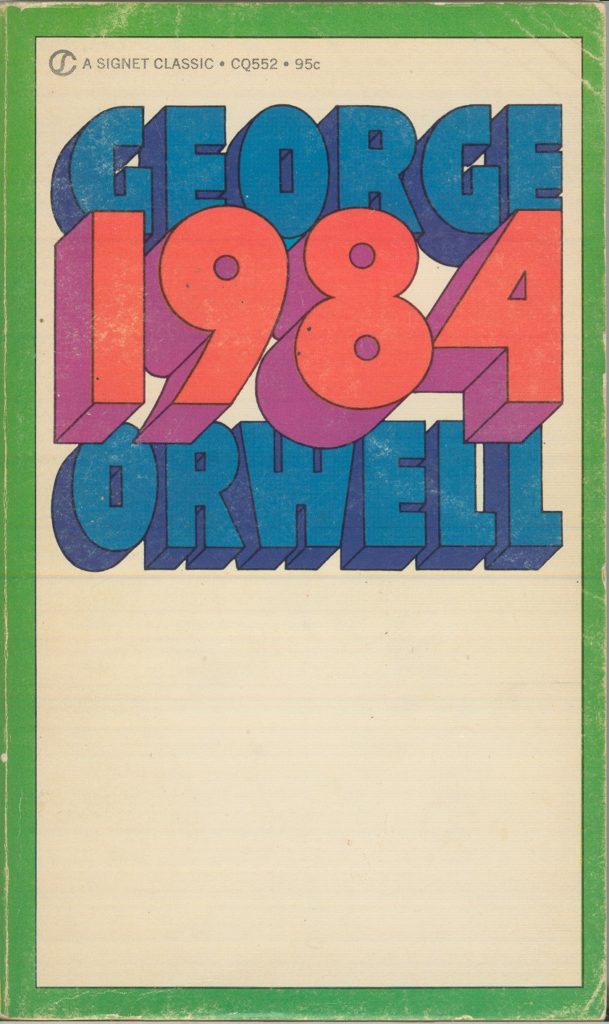 A SIGNET CLASSIC • CQ552 • 95c
GEORGE
1984
ORWELL